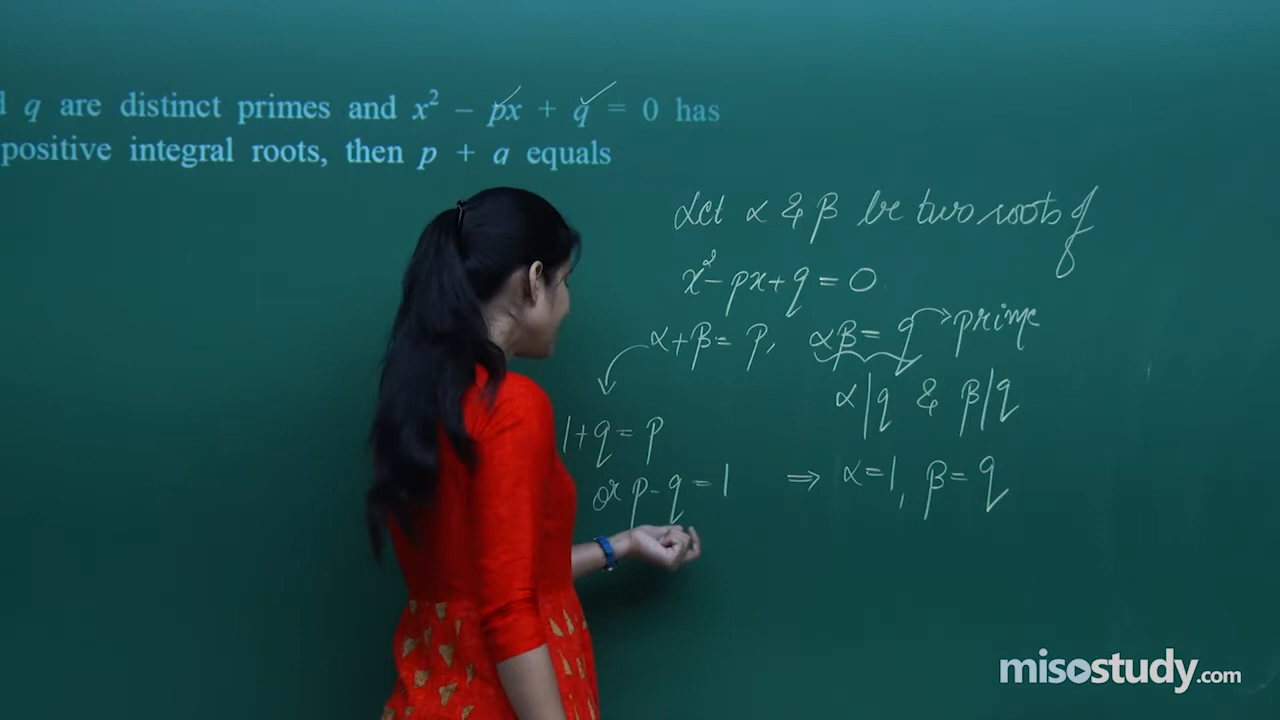 q are distinct primes and x² − px + q = 0 has
positive integral roots, then p + q equals
Let α & β be two roots of
x² - px + q = 0
α + β = p, αβ = q → prime
α|q & β|q
1 + q = p
or p - q = 1
⇒ α = 1, β = q
misostudy.com